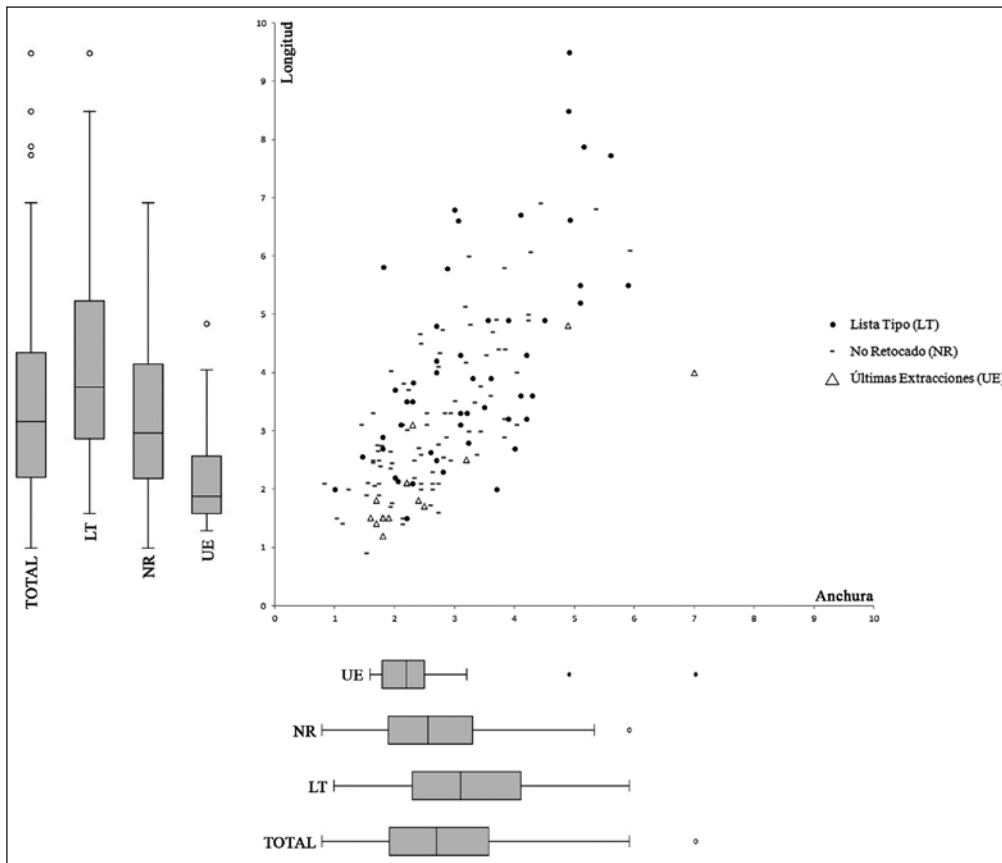 Longitud
10
9
8
7
6
5
4
3
2
1
0
0
1
2
3
4
5
6
7
8
9
10
Anchura
Lista Tipo (LT)
No Retocado (NR)
Últimas Extracciones (UE)
TOTAL
LT
NR
UE
UE
NR
LT
TOTAL